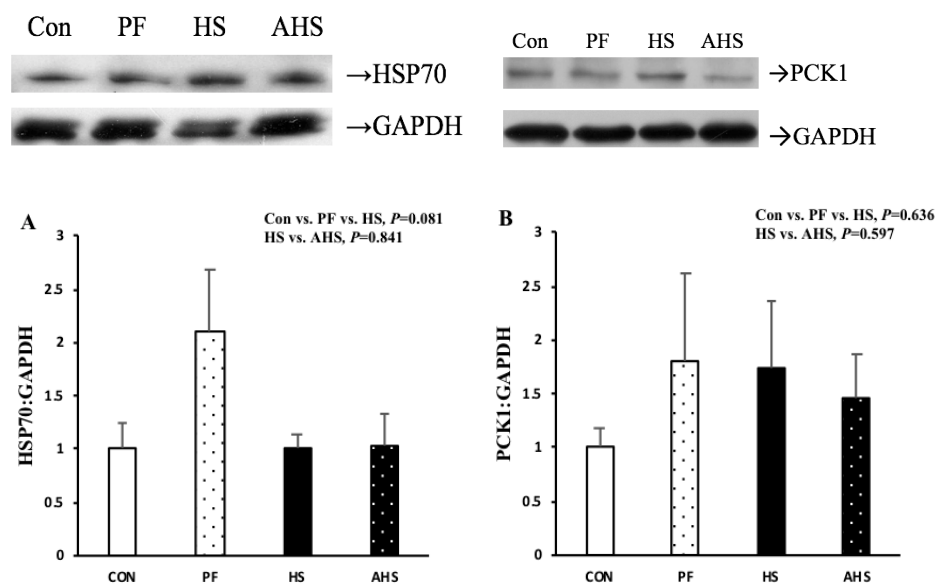 Con PF HS AHS
→HSP70
→GAPDH
Con PF HS AHS
→PCK1
→GAPDH
A
Con vs. PF vs. HS, P=0.081
HS vs. AHS, P=0.841
3
2.5
2
1.5
1
0.5
0
HSP70:GAPDH
CON PF HS AHS
B
Con vs. PF vs. HS, P=0.636
HS vs. AHS, P=0.597
3
2.5
2
1.5
1
0.5
0
PCK1:GAPDH
CON PF HS AHS